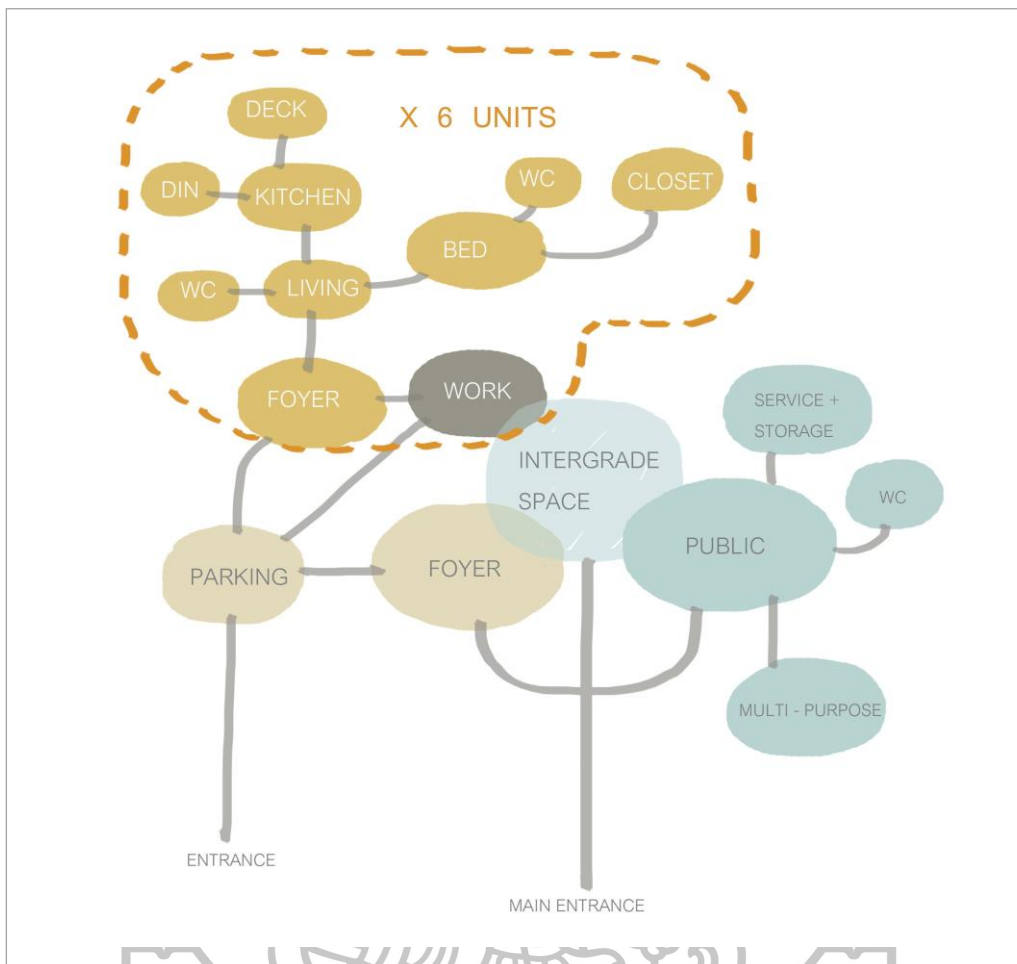 DECK
X 6 UNITS
DIN
KITCHEN
WC
CLOSET
BED
WC
LIVING
FOYER
WORK
SERVICE +
STORAGE
INTERGRADE
SPACE
WC
PUBLIC
PARKING
FOYER
MULTI - PURPOSE
ENTRANCE
MAIN ENTRANCE